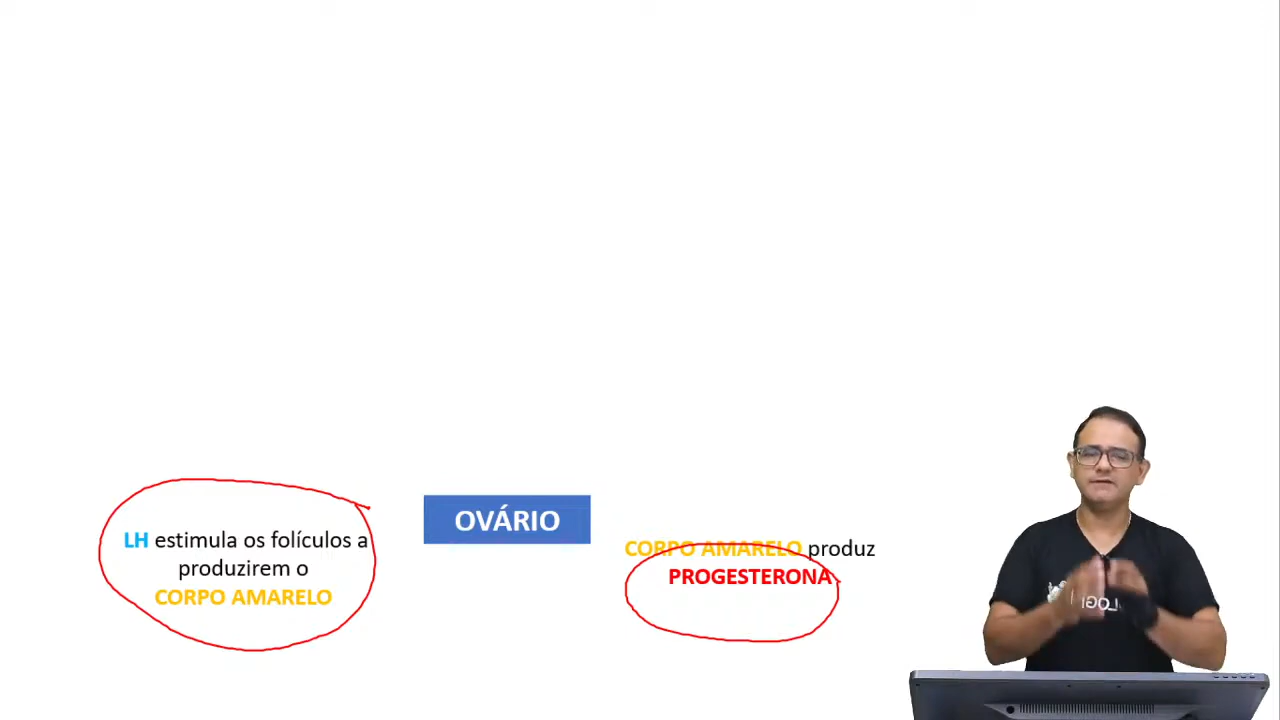 OVÁRIO
LH estimula os folículos a
produzirem o
CORPO AMARELO
CORPO AMARELO produz
PROGESTERONA